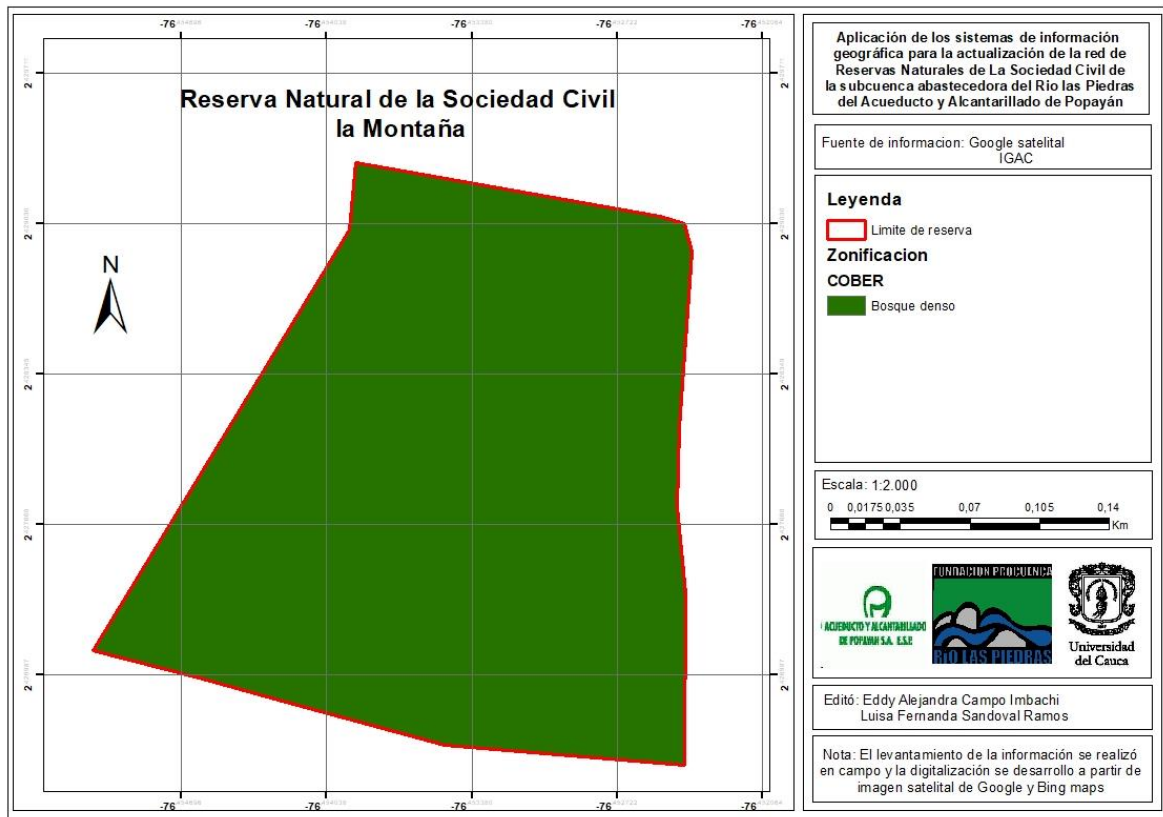 -76 -76 -76 -76 -76
Reserva Natural de la Sociedad Civil
la Montaña
N
2 2
2 2
2 2
2 2
2 2
-76 -76 -76 -76 -76
Aplicación de los sistemas de información
geográfica para la actualización de la red de
Reservas Naturales de La Sociedad Civil de
la subcuenca abastecedora del Rio las Piedras
del Acueducto y Alcantarillado de Popayán
Fuente de informacion: Google satelital
IGAC
Leyenda
Limite de reserva
Zonificacion
COBER
Bosque denso
Escala: 1:2.000
0 0,0175 0,035 0,07 0,105 0,14
Km
ACUEDUCTO Y ALCANTARILLADO
DE POPAYAN S.A. E.S.P.
FUNDACION PROCUENCA
RIO LAS PIEDRAS
Universidad
del Cauca
Editó: Eddy Alejandra Campo Imbachi
Luisa Fernanda Sandoval Ramos
Nota: El levantamiento de la información se realizó
en campo y la digitalización se desarrollo a partir de
imagen satelital de Google y Bing maps